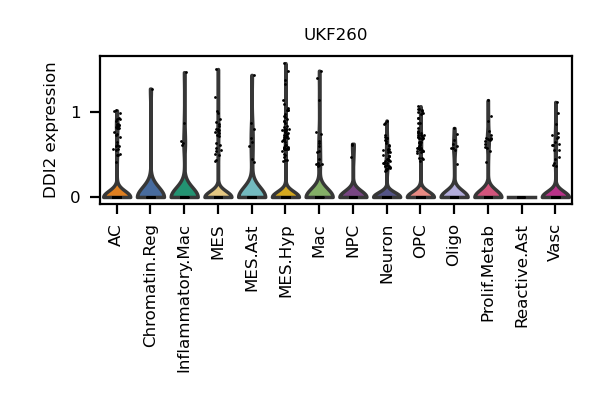 UKF260
DDI2 expression
1
0
AC
Chromatin.Reg
Inflammatory.Mac
MES
MES.Ast
MES.Hyp
Mac
NPC
Neuron
OPC
Oligo
Prolif.Metab
Reactive.Ast
Vasc